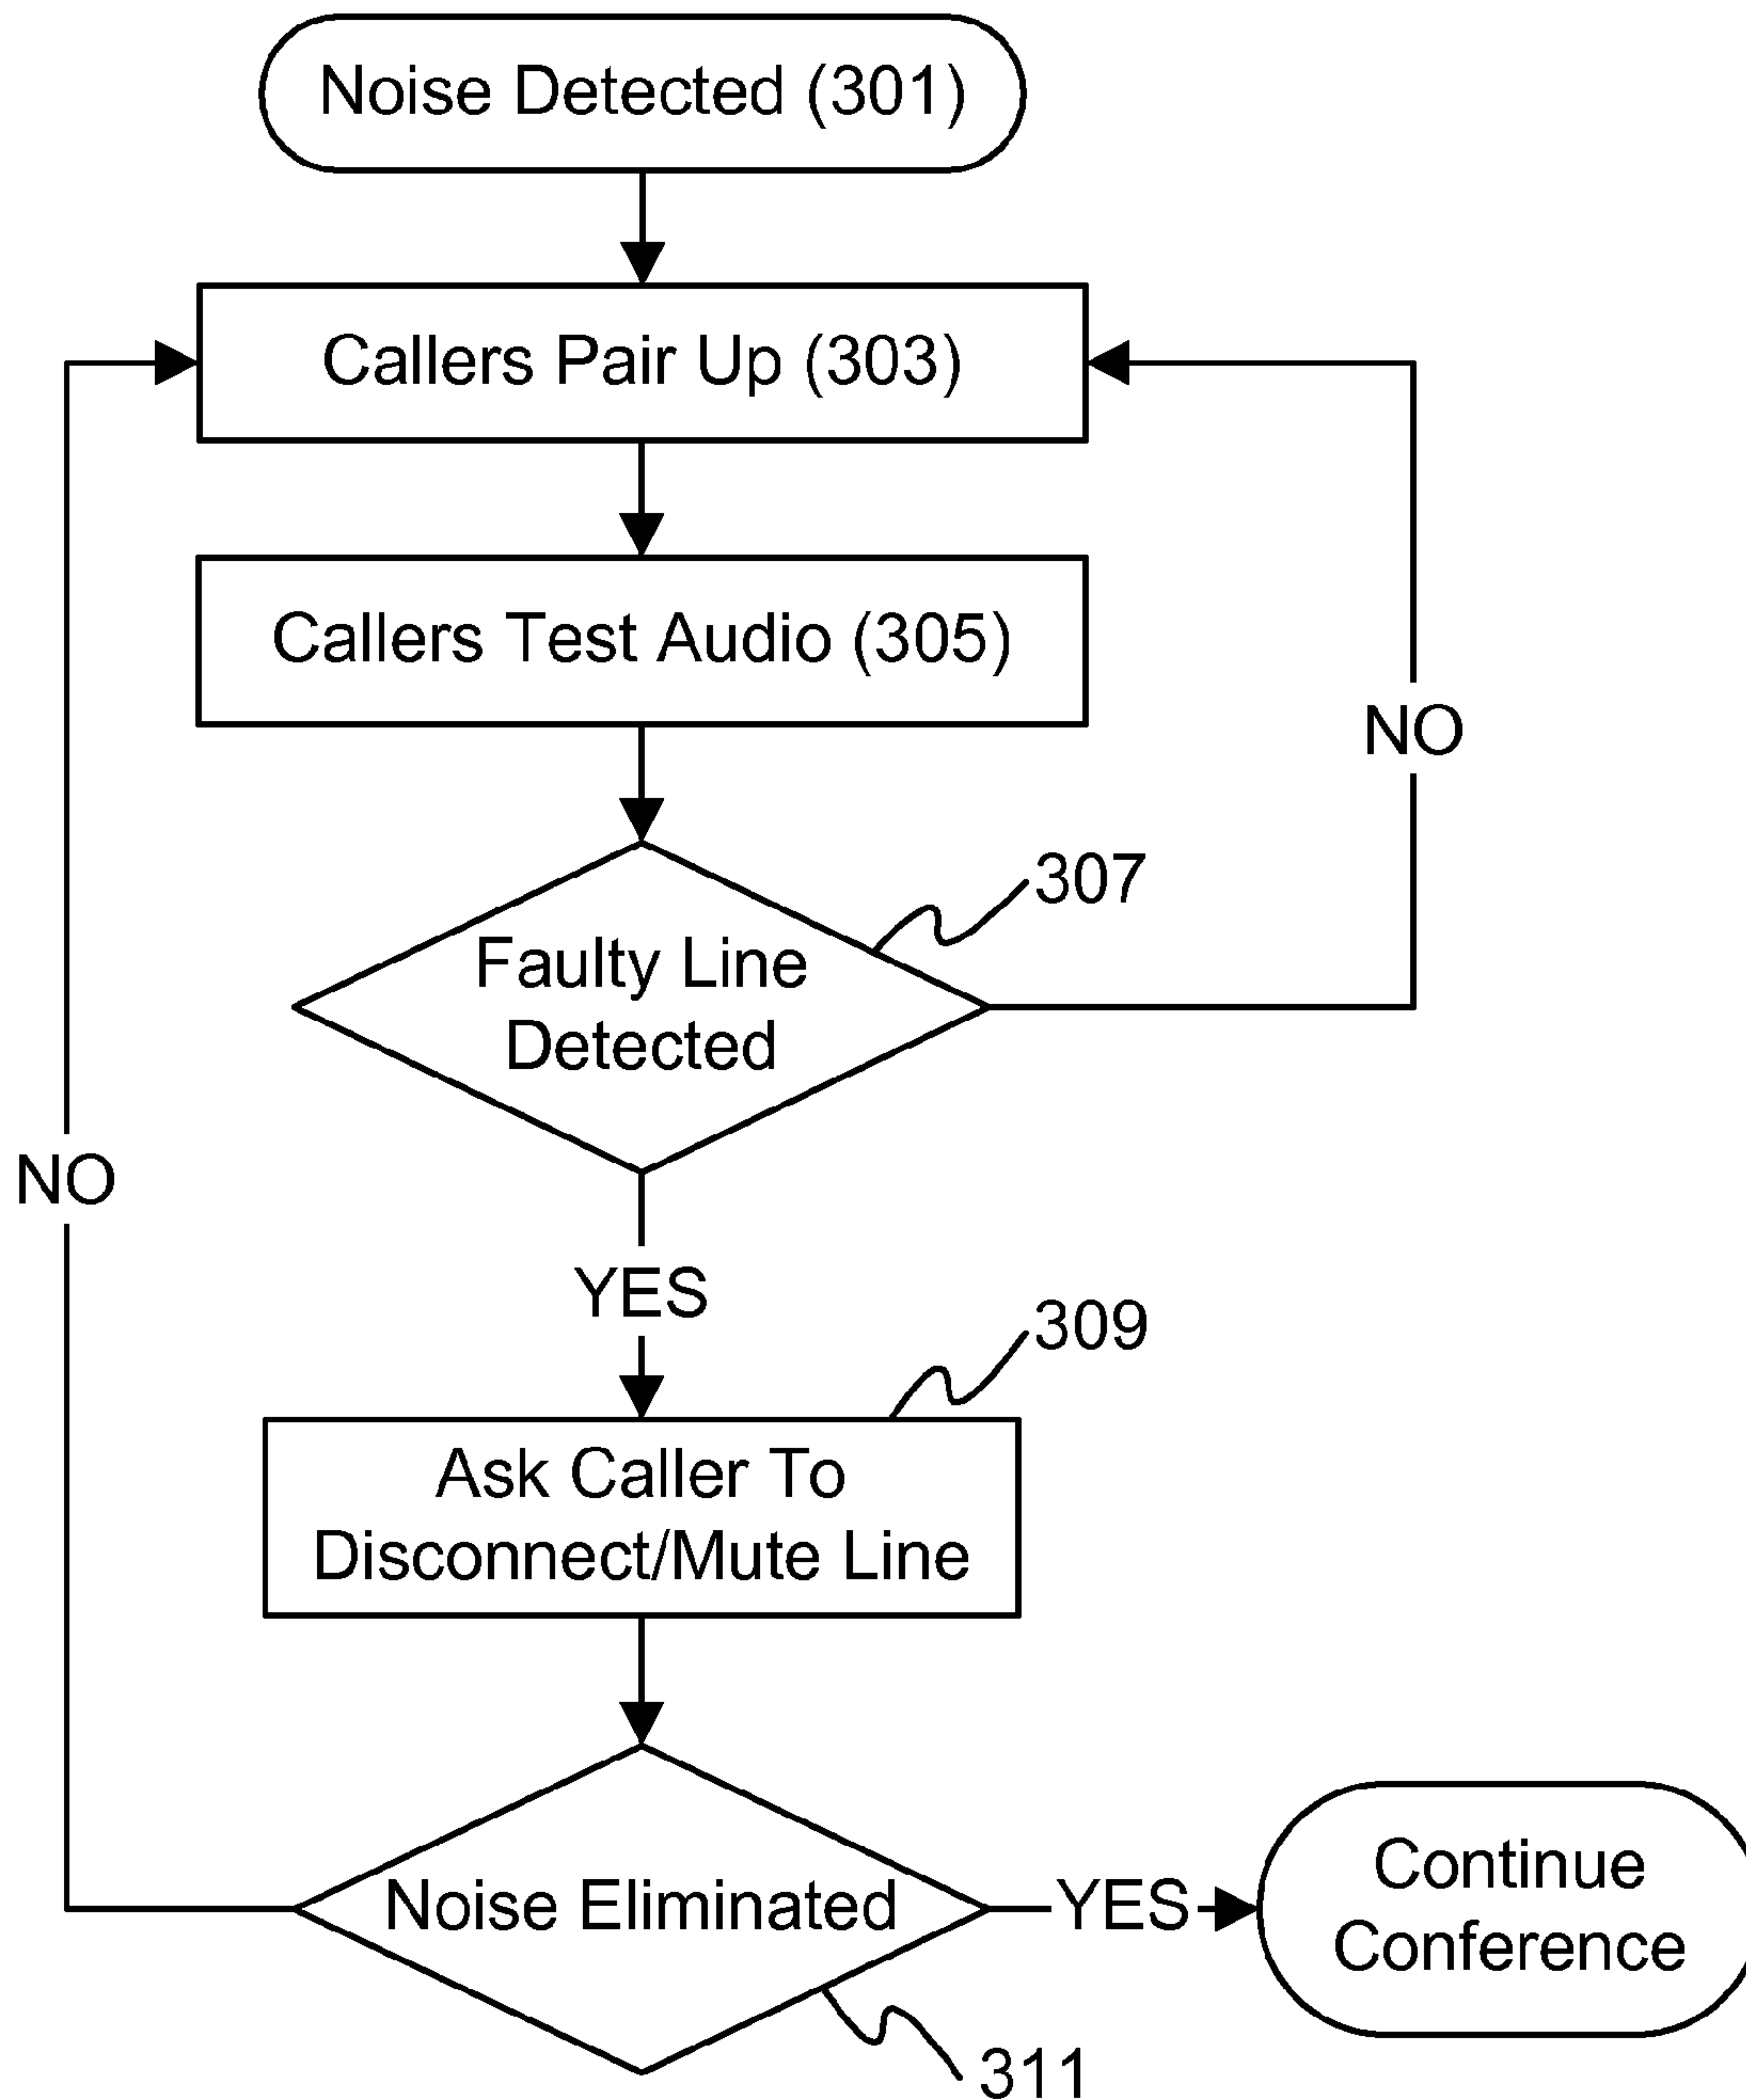 Noise Detected (301)
Callers Pair Up (303)
Callers Test Audio (305)
NO
307
Faulty Line
Detected
NO
YES
309
Ask Caller To
Disconnect/Mute Line
Noise Eliminated
YES
Continue
Conference
311